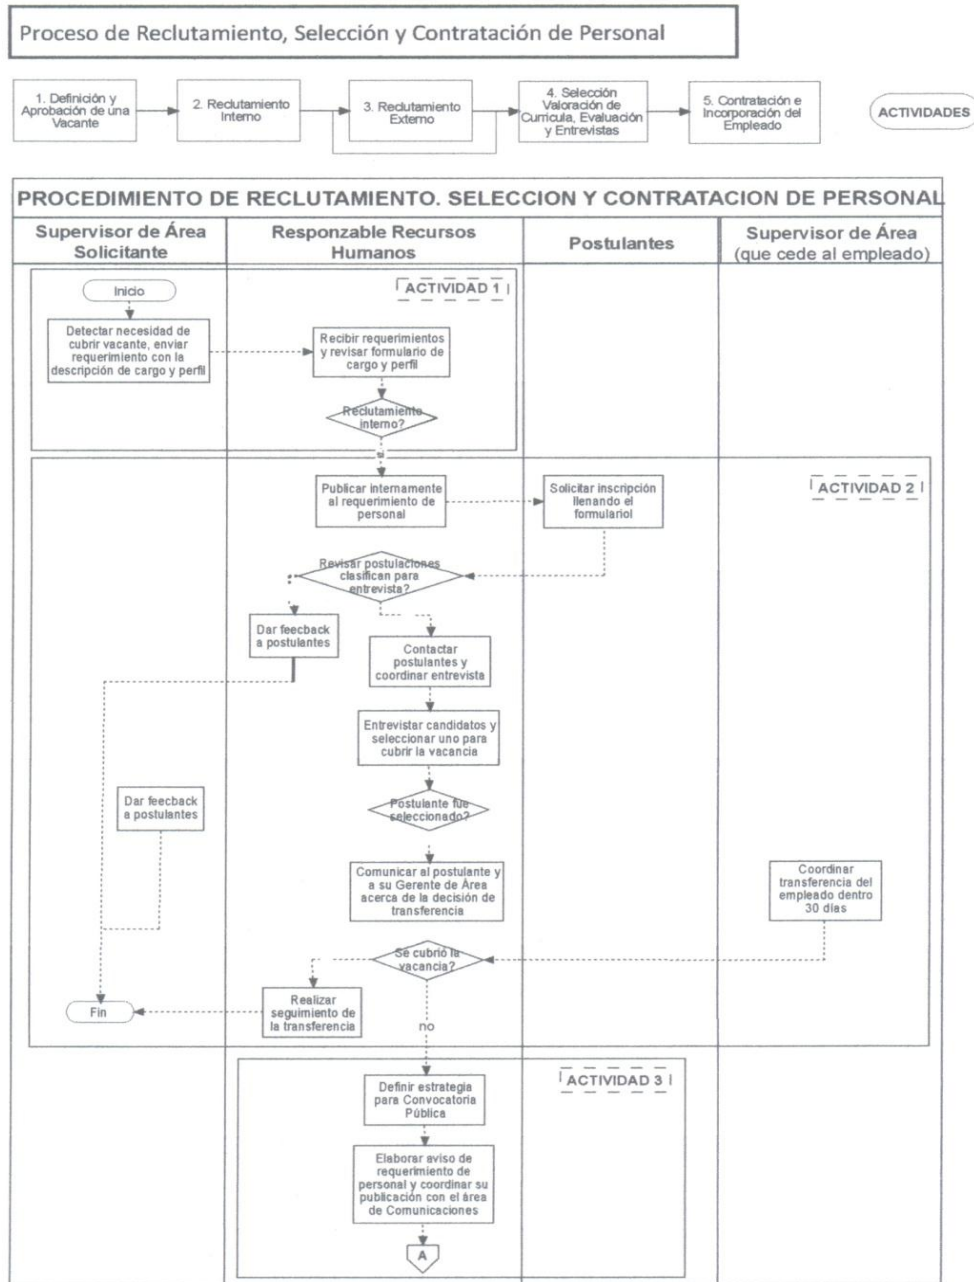 Proceso de Reclutamiento, Selección y Contratación de Personal
1. Definición y
Aprobación de una
Vacante
2. Reclutamiento
Interno
3. Reclutamiento
Externo
4. Selección
Valoración de
Currícula, Evaluación
y Entrevistas
5. Contratación e
Incorporación del
Empleado
ACTIVIDADES
PROCEDIMIENTO DE RECLUTAMIENTO. SELECCION Y CONTRATACION DE PERSONAL
Supervisor de Área
Solicitante
Responzable Recursos
Humanos
Postulantes
Supervisor de Área
(que cede al empleado)
ACTIVIDAD 1
Inicio
Detectar necesidad de
cubrir vacante, enviar
requerimiento con la
descripción de cargo y perfil
Recibir requerimientos
y revisar formulario de
cargo y perfil
Reclutamiento
interno?
si
ACTIVIDAD 2
Publicar internamente
al requerimiento de
personal
Solicitar inscripción
llenando el
formulariol
Revisar postulaciones
clasifican para
entrevista?
Dar feecback
a postulantes
Contactar
postulantes y
coordinar entrevista
Entrevistar candidatos y
seleccionar uno para
cubrir la vacancia
Dar feecback
a postulantes
Postulante fue
seleccionado?
Comunicar al postulante y
a su Gerente de Área
acerca de la decisión de
transferencia
Coordinar
transferencia del
empleado dentro
30 días
Se cubrió la
vacancia?
Realizar
seguimiento de
la transferencia
Fin
no
ACTIVIDAD 3
Definir estrategia
para Convocatoria
Pública
Elaborar aviso de
requerimiento de
personal y coordinar su
publicación con el área
de Comunicaciones
A